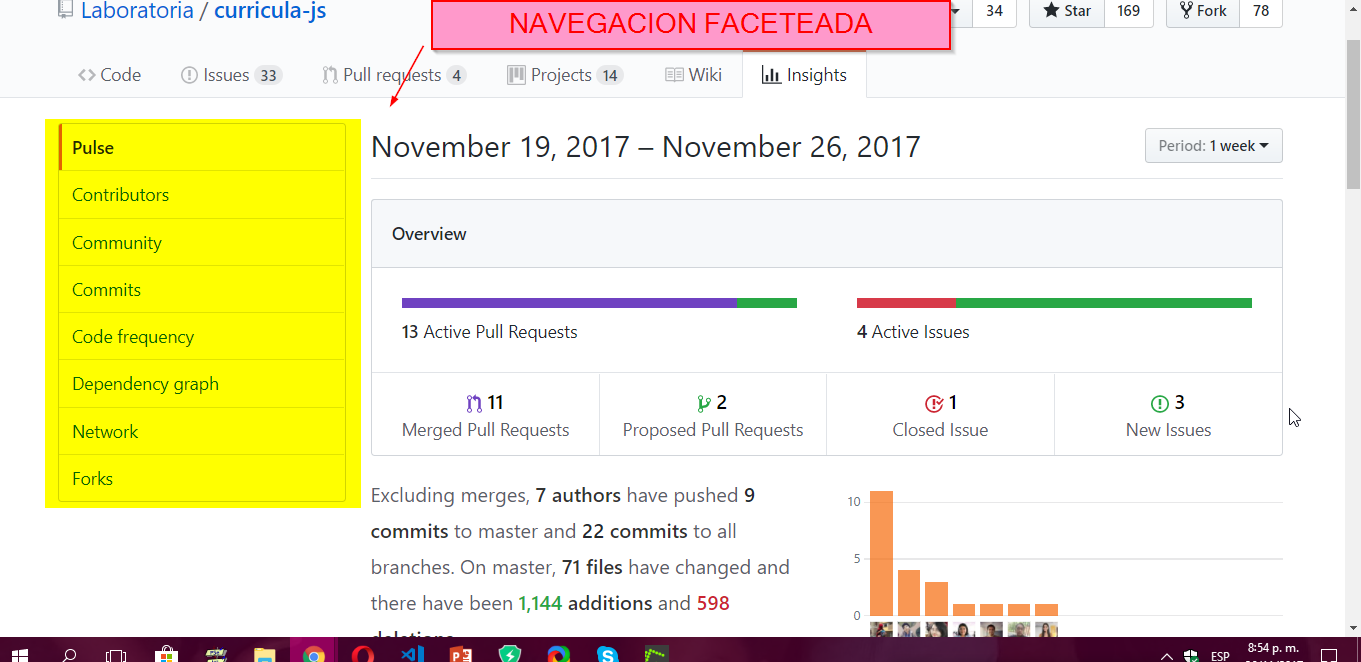 Laboratoria / curricula-js
NAVEGACION FACETEADA
34
Star 169
Fork 78
Code
Issues 33
Pull requests 4
Projects 14
Wiki
Insights
Pulse
Contributors
Community
Commits
Code frequency
Dependency graph
Network
Forks
November 19, 2017 – November 26, 2017
Period: 1 week
Overview
13 Active Pull Requests
4 Active Issues
11
Merged Pull Requests
2
Proposed Pull Requests
1
Closed Issue
3
New Issues
Excluding merges, 7 authors have pushed 9
commits to master and 22 commits to all
branches. On master, 71 files have changed and
there have been 1,144 additions and 598
deletions
10
5
0
ESP
8:54 p. m.